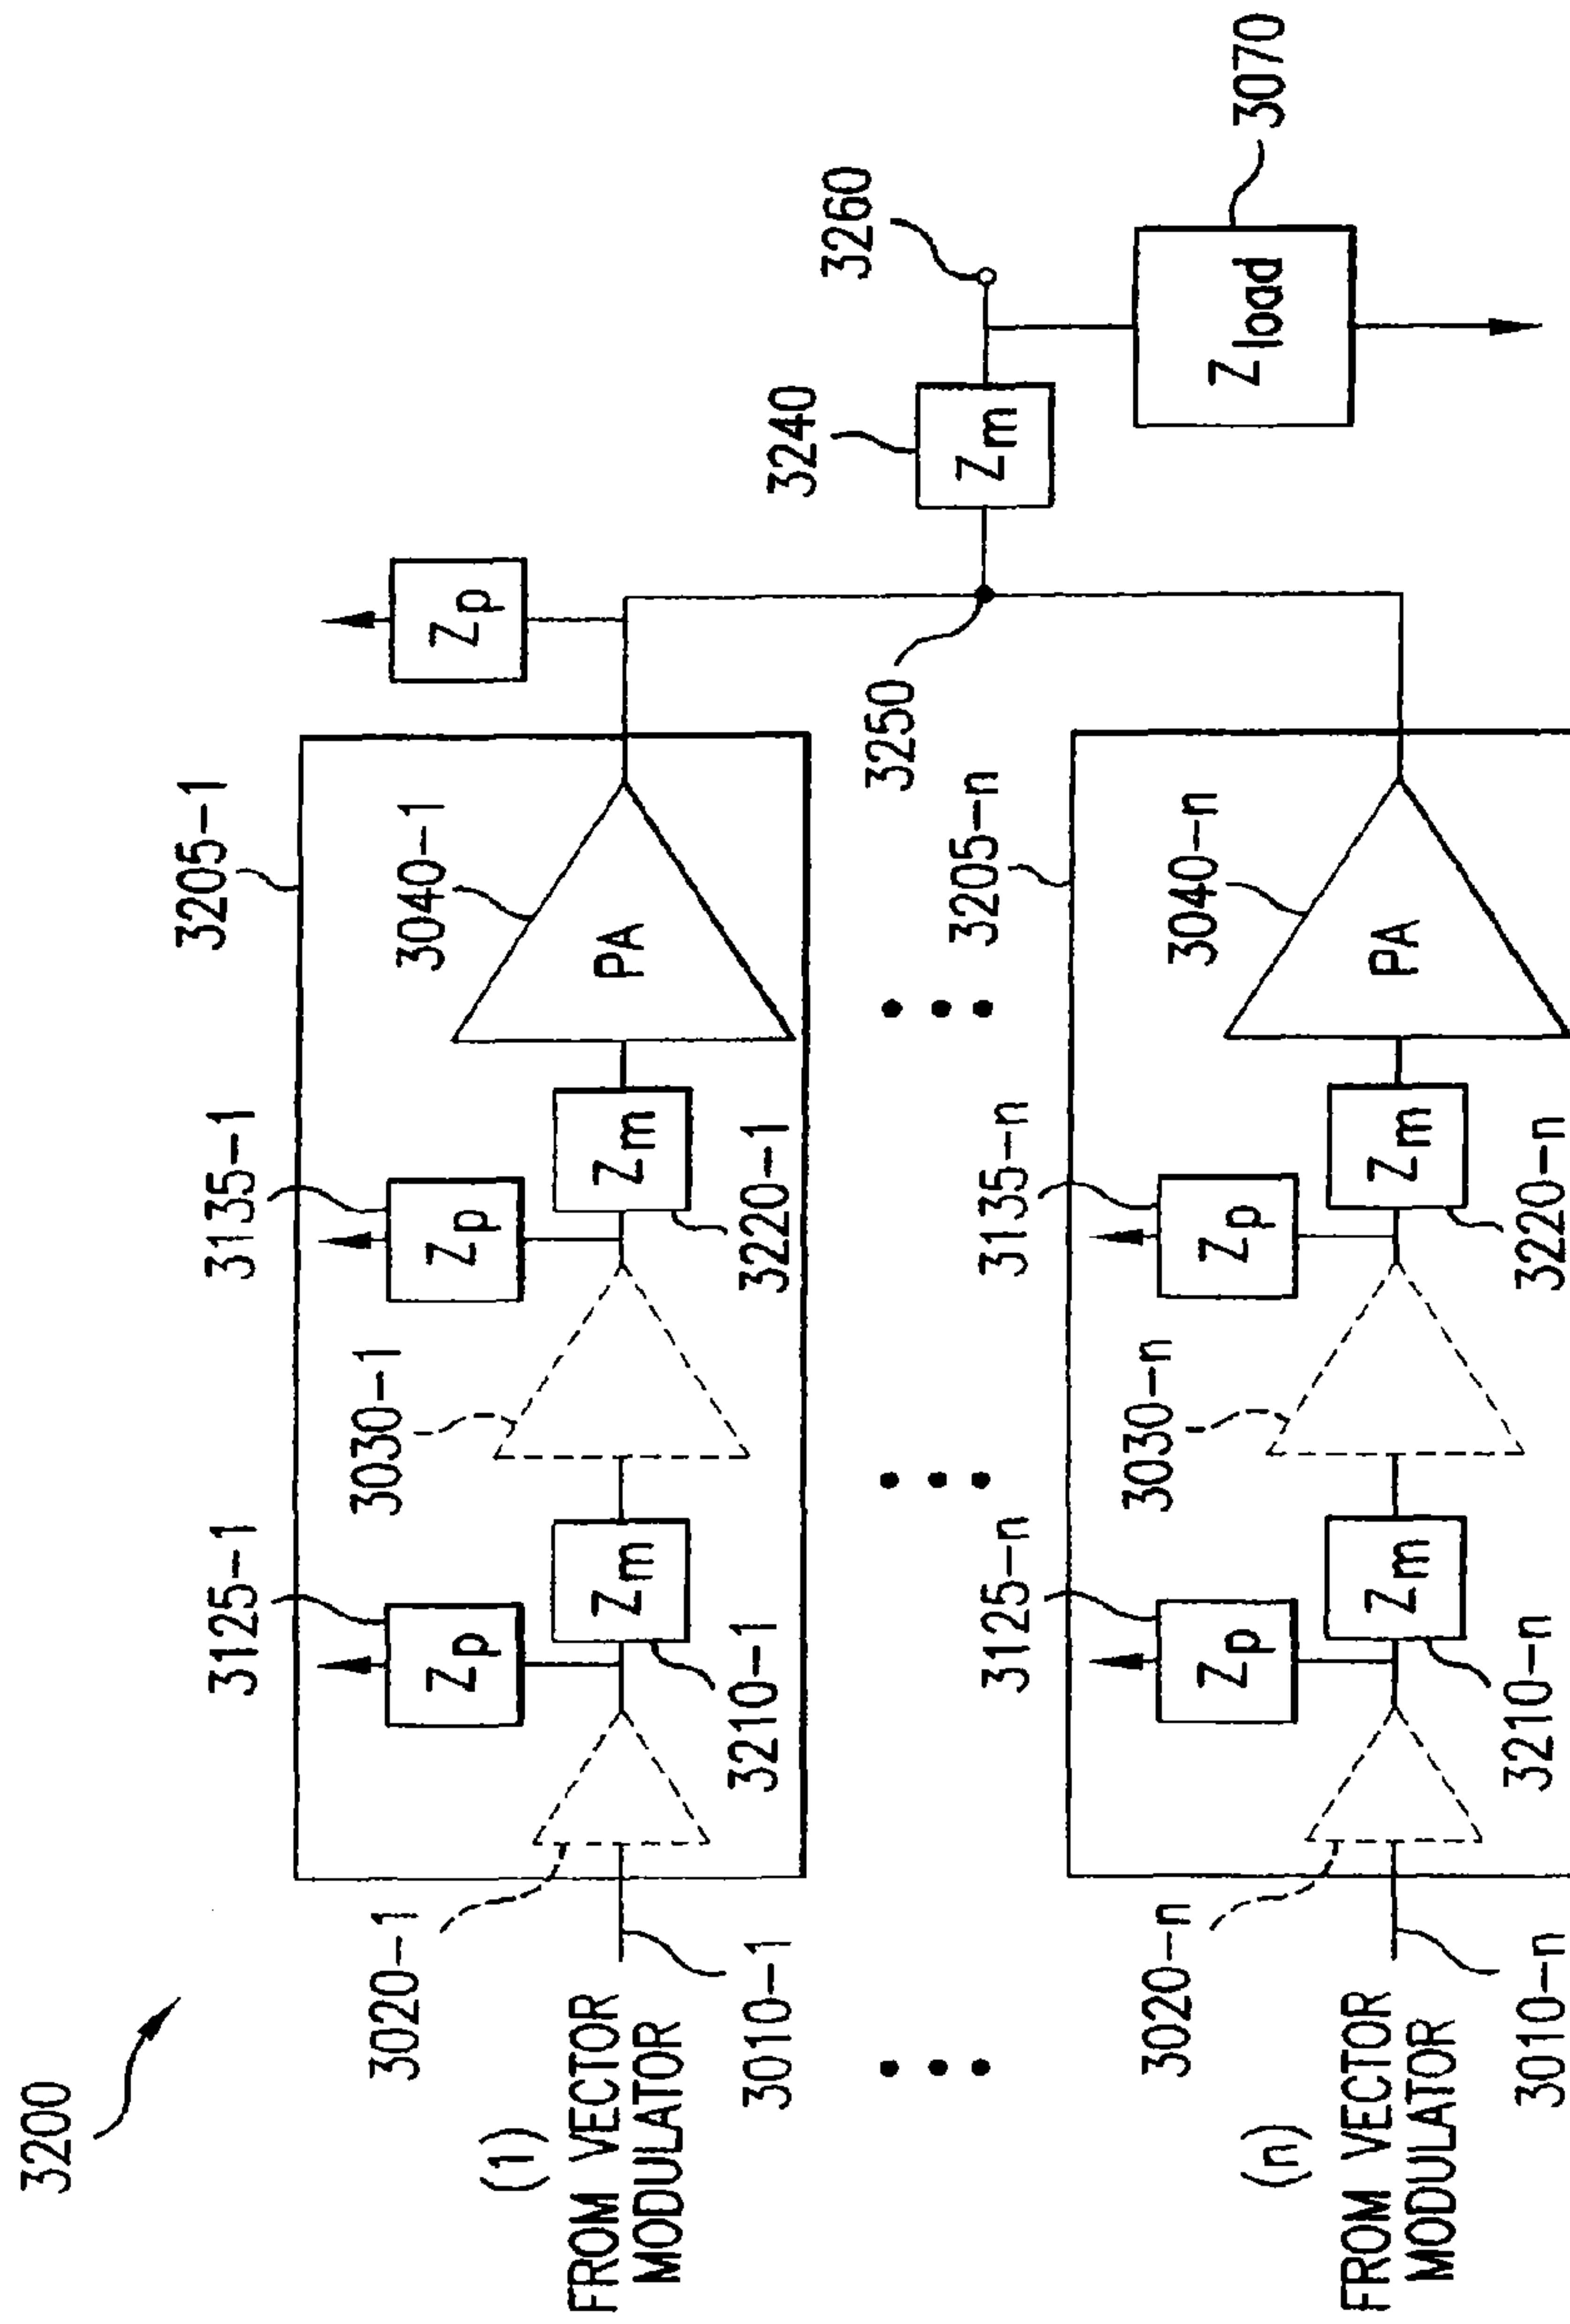 3200
(1)
FROM VECTOR
MODULATOR
3010-1
3020-1
3125-1
Zp
Zm
3210-1
3030-1
3135-1
Zp
Zm
3220-1
3040-1
PA
3205-1
Zp
3250
3240
Zm
3260
Zload
3070
(n)
FROM VECTOR
MODULATOR
3010-n
3020-n
3125-n
Zp
Zm
3210-n
3030-n
3135-n
Zp
Zm
3220-n
3040-n
PA
3205-n